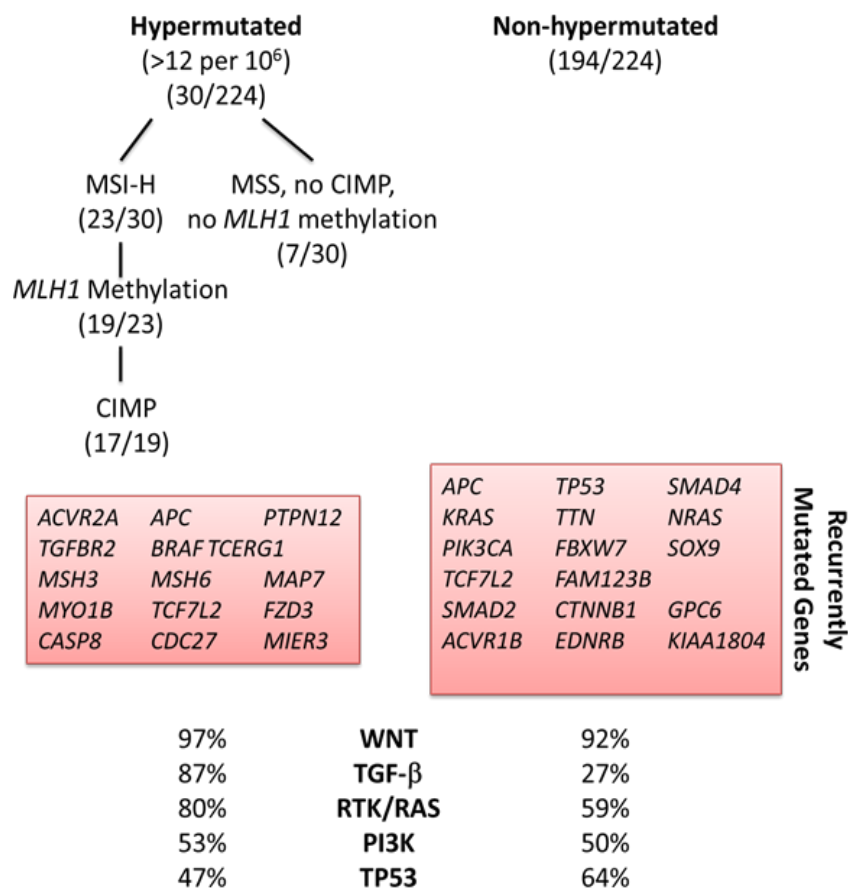 Hypermutated
(>12 per 10⁶)
(30/224)
Non-hypermutated
(194/224)
MSI-H
(23/30)
MSS, no CIMP,
no MLH1 methylation
(7/30)
MLH1 Methylation
(19/23)
CIMP
(17/19)
ACVR2A APC PTPN12
TGFBR2 BRAF TCERG1
MSH3 MSH6 MAP7
MYO1B TCF7L2 FZD3
CASP8 CDC27 MIER3
APC TP53 SMAD4
KRAS TTN NRAS
PIK3CA FBXW7 SOX9
TCF7L2 FAM123B
SMAD2 CTNNB1 GPC6
ACVR1B EDNRB KIAA1804
Recurrently
Mutated Genes
97% WNT 92%
87% TGF-β 27%
80% RTK/RAS 59%
53% PI3K 50%
47% TP53 64%